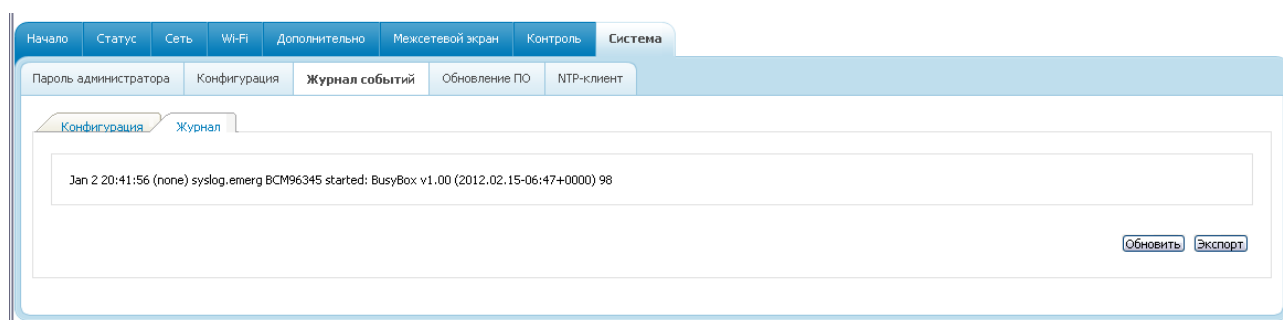 Начало Статус Сеть Wi-Fi Дополнительно Межсетевой экран Контроль Система
Пароль администратора Конфигурация Журнал событий Обновление ПО NTP-клиент
Конфигурация Журнал
Jan 2 20:41:56 (none) syslog.emerg BCM96345 started: BusyBox v1.00 (2012.02.15-06:47+0000) 98
Обновить Экспорт